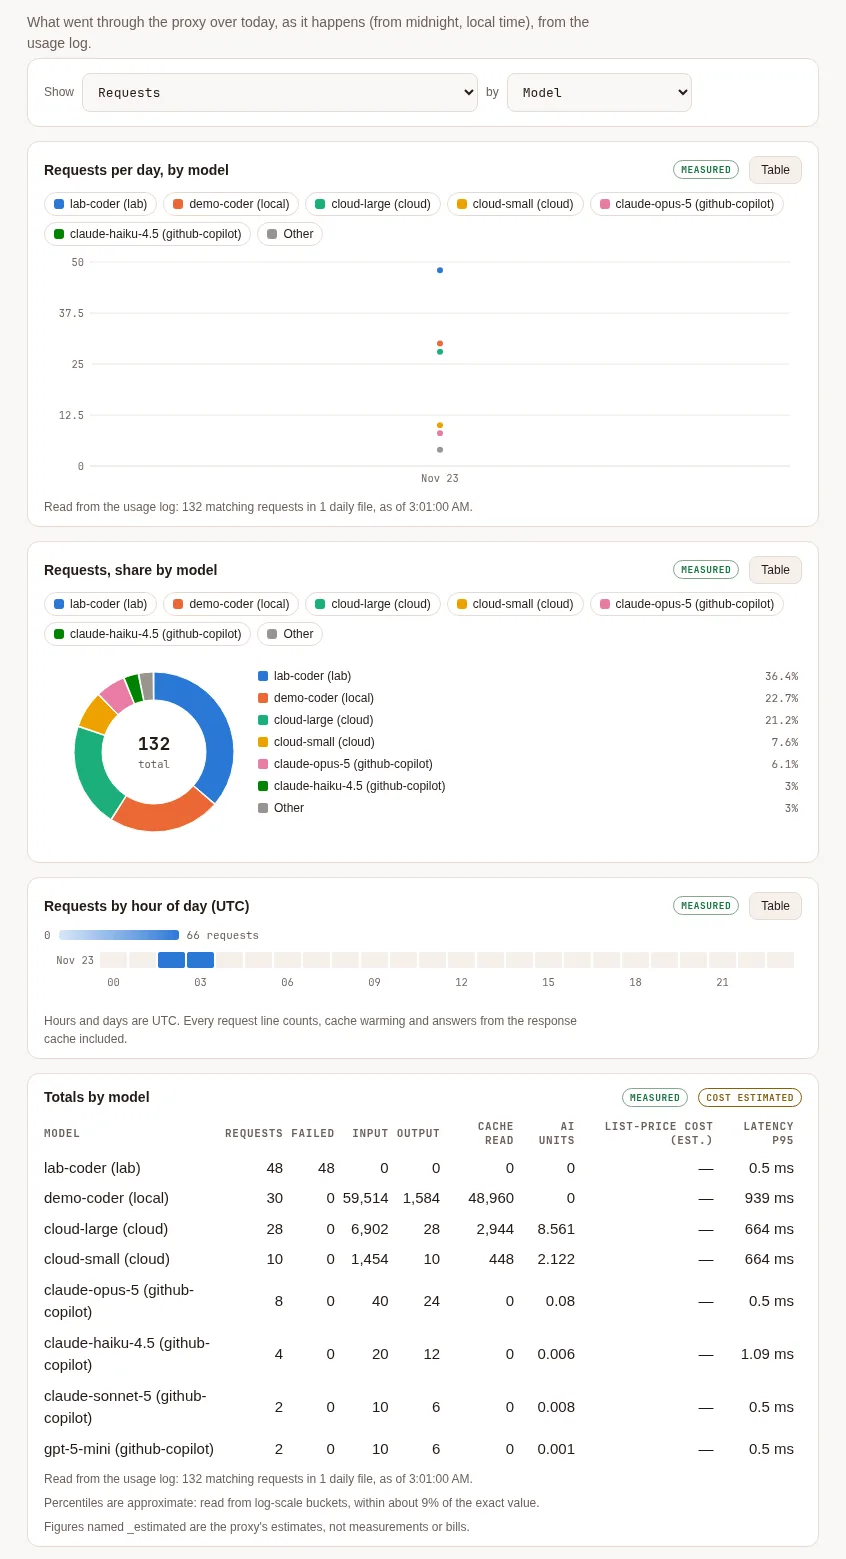 What went through the proxy over today, as it happens (from midnight, local time), from the
usage log.
Show Requests by Model
Requests per day, by model MEASURED Table
lab-coder (lab) demo-coder (local) cloud-large (cloud) cloud-small (cloud) claude-opus-5 (github-copilot)
claude-haiku-4.5 (github-copilot) Other
50
37.5
25
12.5
0
Nov 23
Read from the usage log: 132 matching requests in 1 daily file, as of 3:01:00 AM.
Requests, share by model MEASURED Table
lab-coder (lab) demo-coder (local) cloud-large (cloud) cloud-small (cloud) claude-opus-5 (github-copilot)
claude-haiku-4.5 (github-copilot) Other
132
total
lab-coder (lab) 36.4%
demo-coder (local) 22.7%
cloud-large (cloud) 21.2%
cloud-small (cloud) 7.6%
claude-opus-5 (github-copilot) 6.1%
claude-haiku-4.5 (github-copilot) 3%
Other 3%
Requests by hour of day (UTC) MEASURED Table
0 66 requests
Nov 23
00 03 06 09 12 15 18 21
Hours and days are UTC. Every request line counts, cache warming and answers from the response
cache included.
Totals by model MEASURED COST ESTIMATED
MODEL REQUESTS FAILED INPUT OUTPUT CACHE READ AI UNITS LIST-PRICE COST (EST.) LATENCY P95
lab-coder (lab) 48 48 0 0 0 0 — 0.5 ms
demo-coder (local) 30 0 59,514 1,584 48,960 0 — 939 ms
cloud-large (cloud) 28 0 6,902 28 2,944 8.561 — 664 ms
cloud-small (cloud) 10 0 1,454 10 448 2.122 — 664 ms
claude-opus-5 (github-
copilot) 8 0 40 24 0 0.08 — 0.5 ms
claude-haiku-4.5 (github-
copilot) 4 0 20 12 0 0.006 — 1.09 ms
claude-sonnet-5 (github-
copilot) 2 0 10 6 0 0.008 — 0.5 ms
gpt-5-mini (github-copilot) 2 0 10 6 0 0.001 — 0.5 ms
Read from the usage log: 132 matching requests in 1 daily file, as of 3:01:00 AM.
Percentiles are approximate: read from log-scale buckets, within about 9% of the exact value.
Figures named _estimated are the proxy's estimates, not measurements or bills.